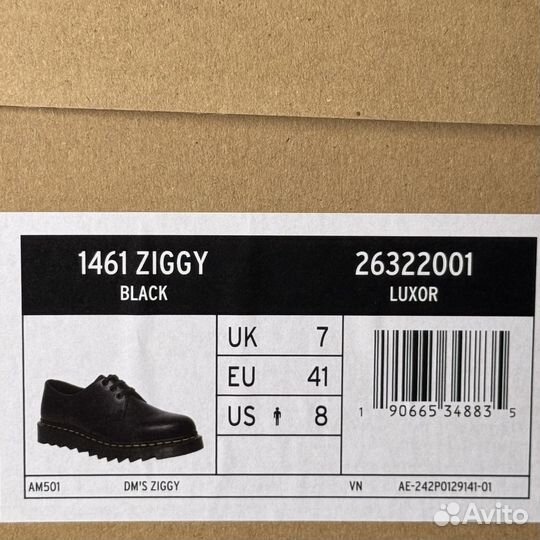 1461 ZIGGY
BLACK
26322001
LUXOR
UK 7
EU 41
US 8
1 90665 34883 5
AM501 DM'S ZIGGY VN AE-242P0129141-01
Avito